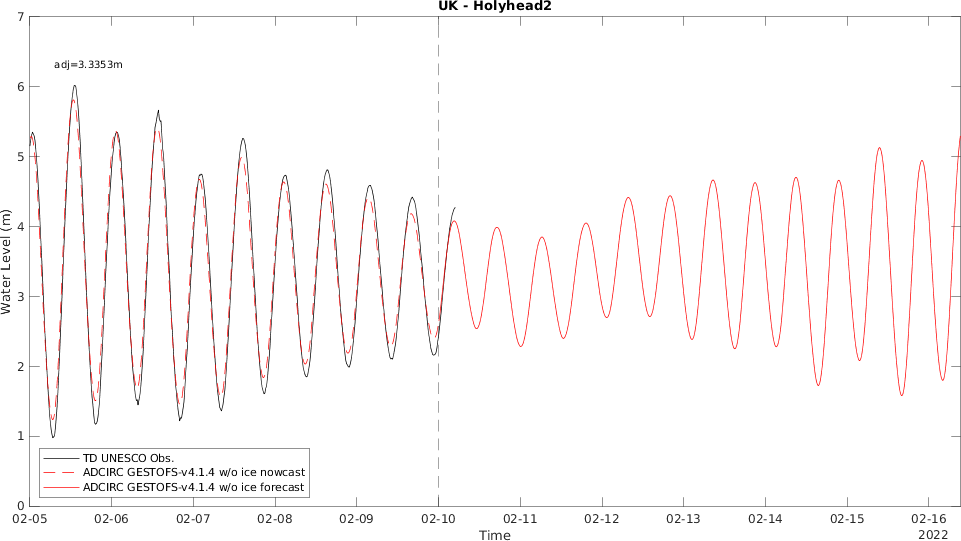 UK - Holyhead2
7
adj=3.3353m
6
5
4
Water Level (m)
3
2
1
TD UNESCO Obs.
ADCIRC GESTOFS-v4.1.4 w/o ice nowcast
ADCIRC GESTOFS-v4.1.4 w/o ice forecast
0
02-05 02-06 02-07 02-08 02-09 02-10 02-11 02-12 02-13 02-14 02-15 02-16
Time
2022